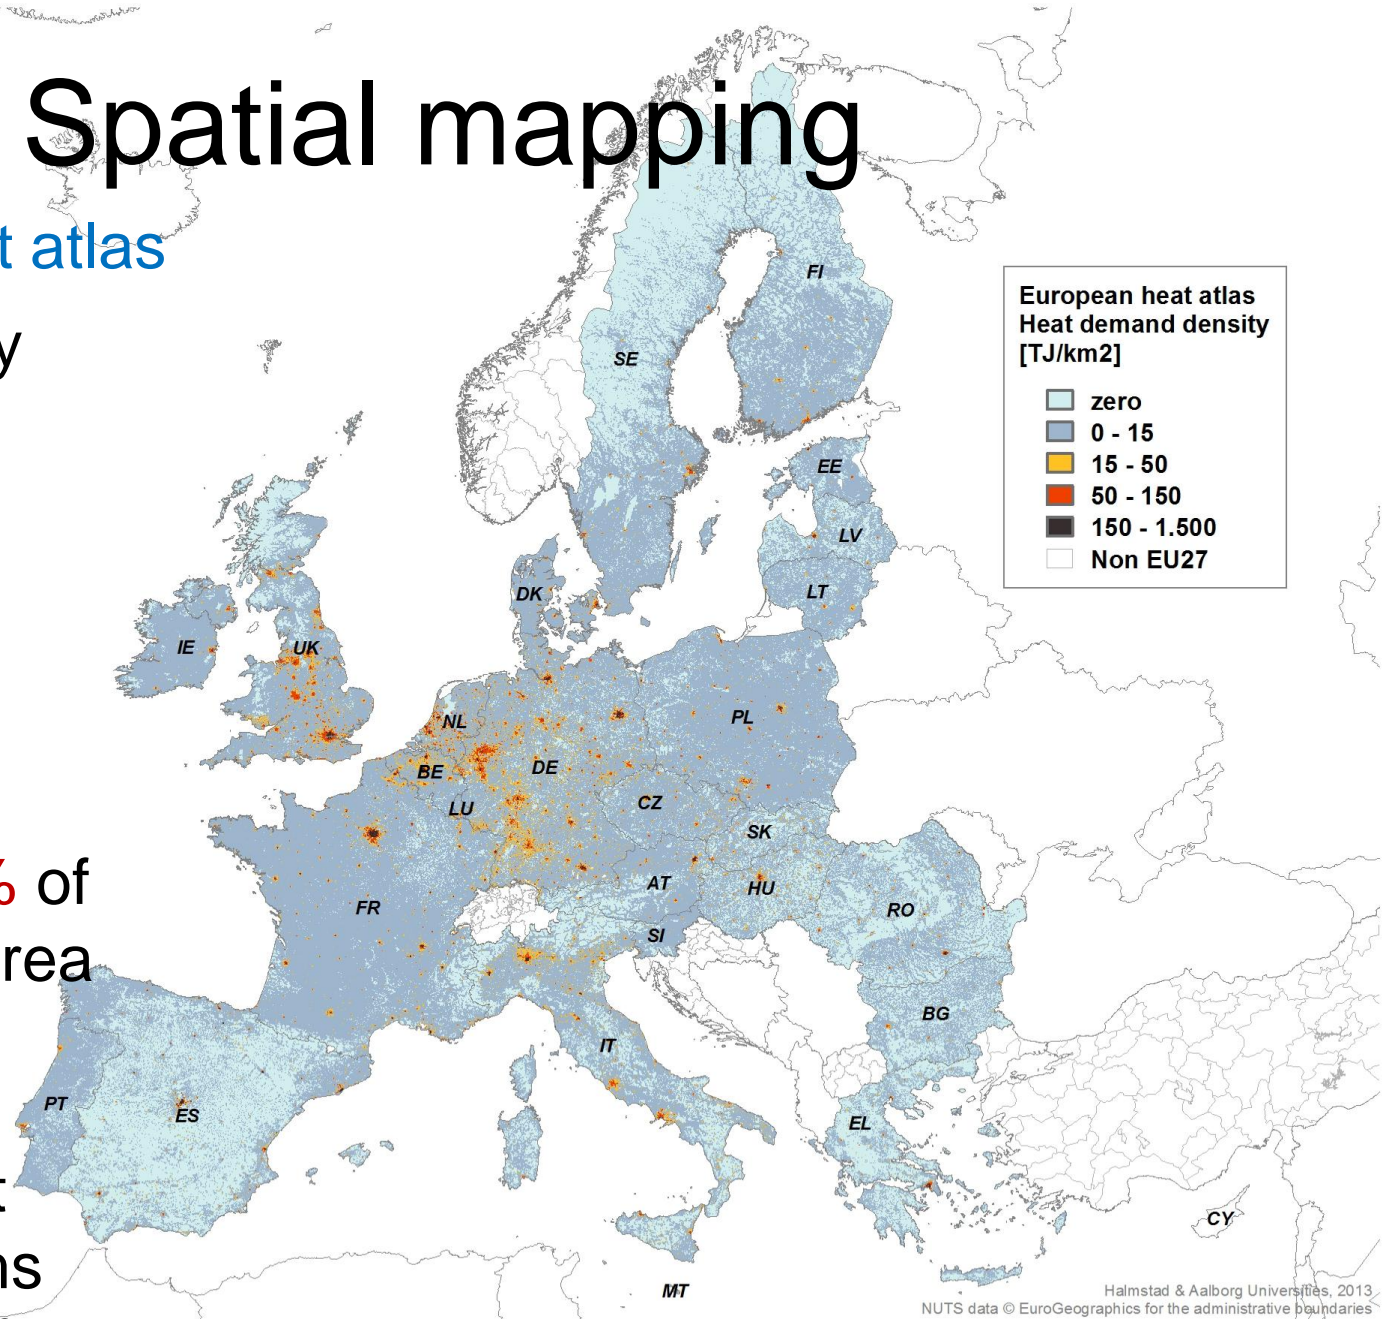 Spatial mapping
t atlas
y
% of
rea
t
ns
European heat atlas
Heat demand density
[TJ/km2]
zero
0 - 15
15 - 50
50 - 150
150 - 1.500
Non EU27
FI
SE
EE
LV
LT
DK
IE
UK
NL
PL
BE
DE
LU
CZ
SK
AT
HU
FR
RO
SI
BG
IT
PT
ES
EL
CY
MT
Halmstad & Aalborg Universities, 2013
NUTS data © EuroGeographics for the administrative boundaries